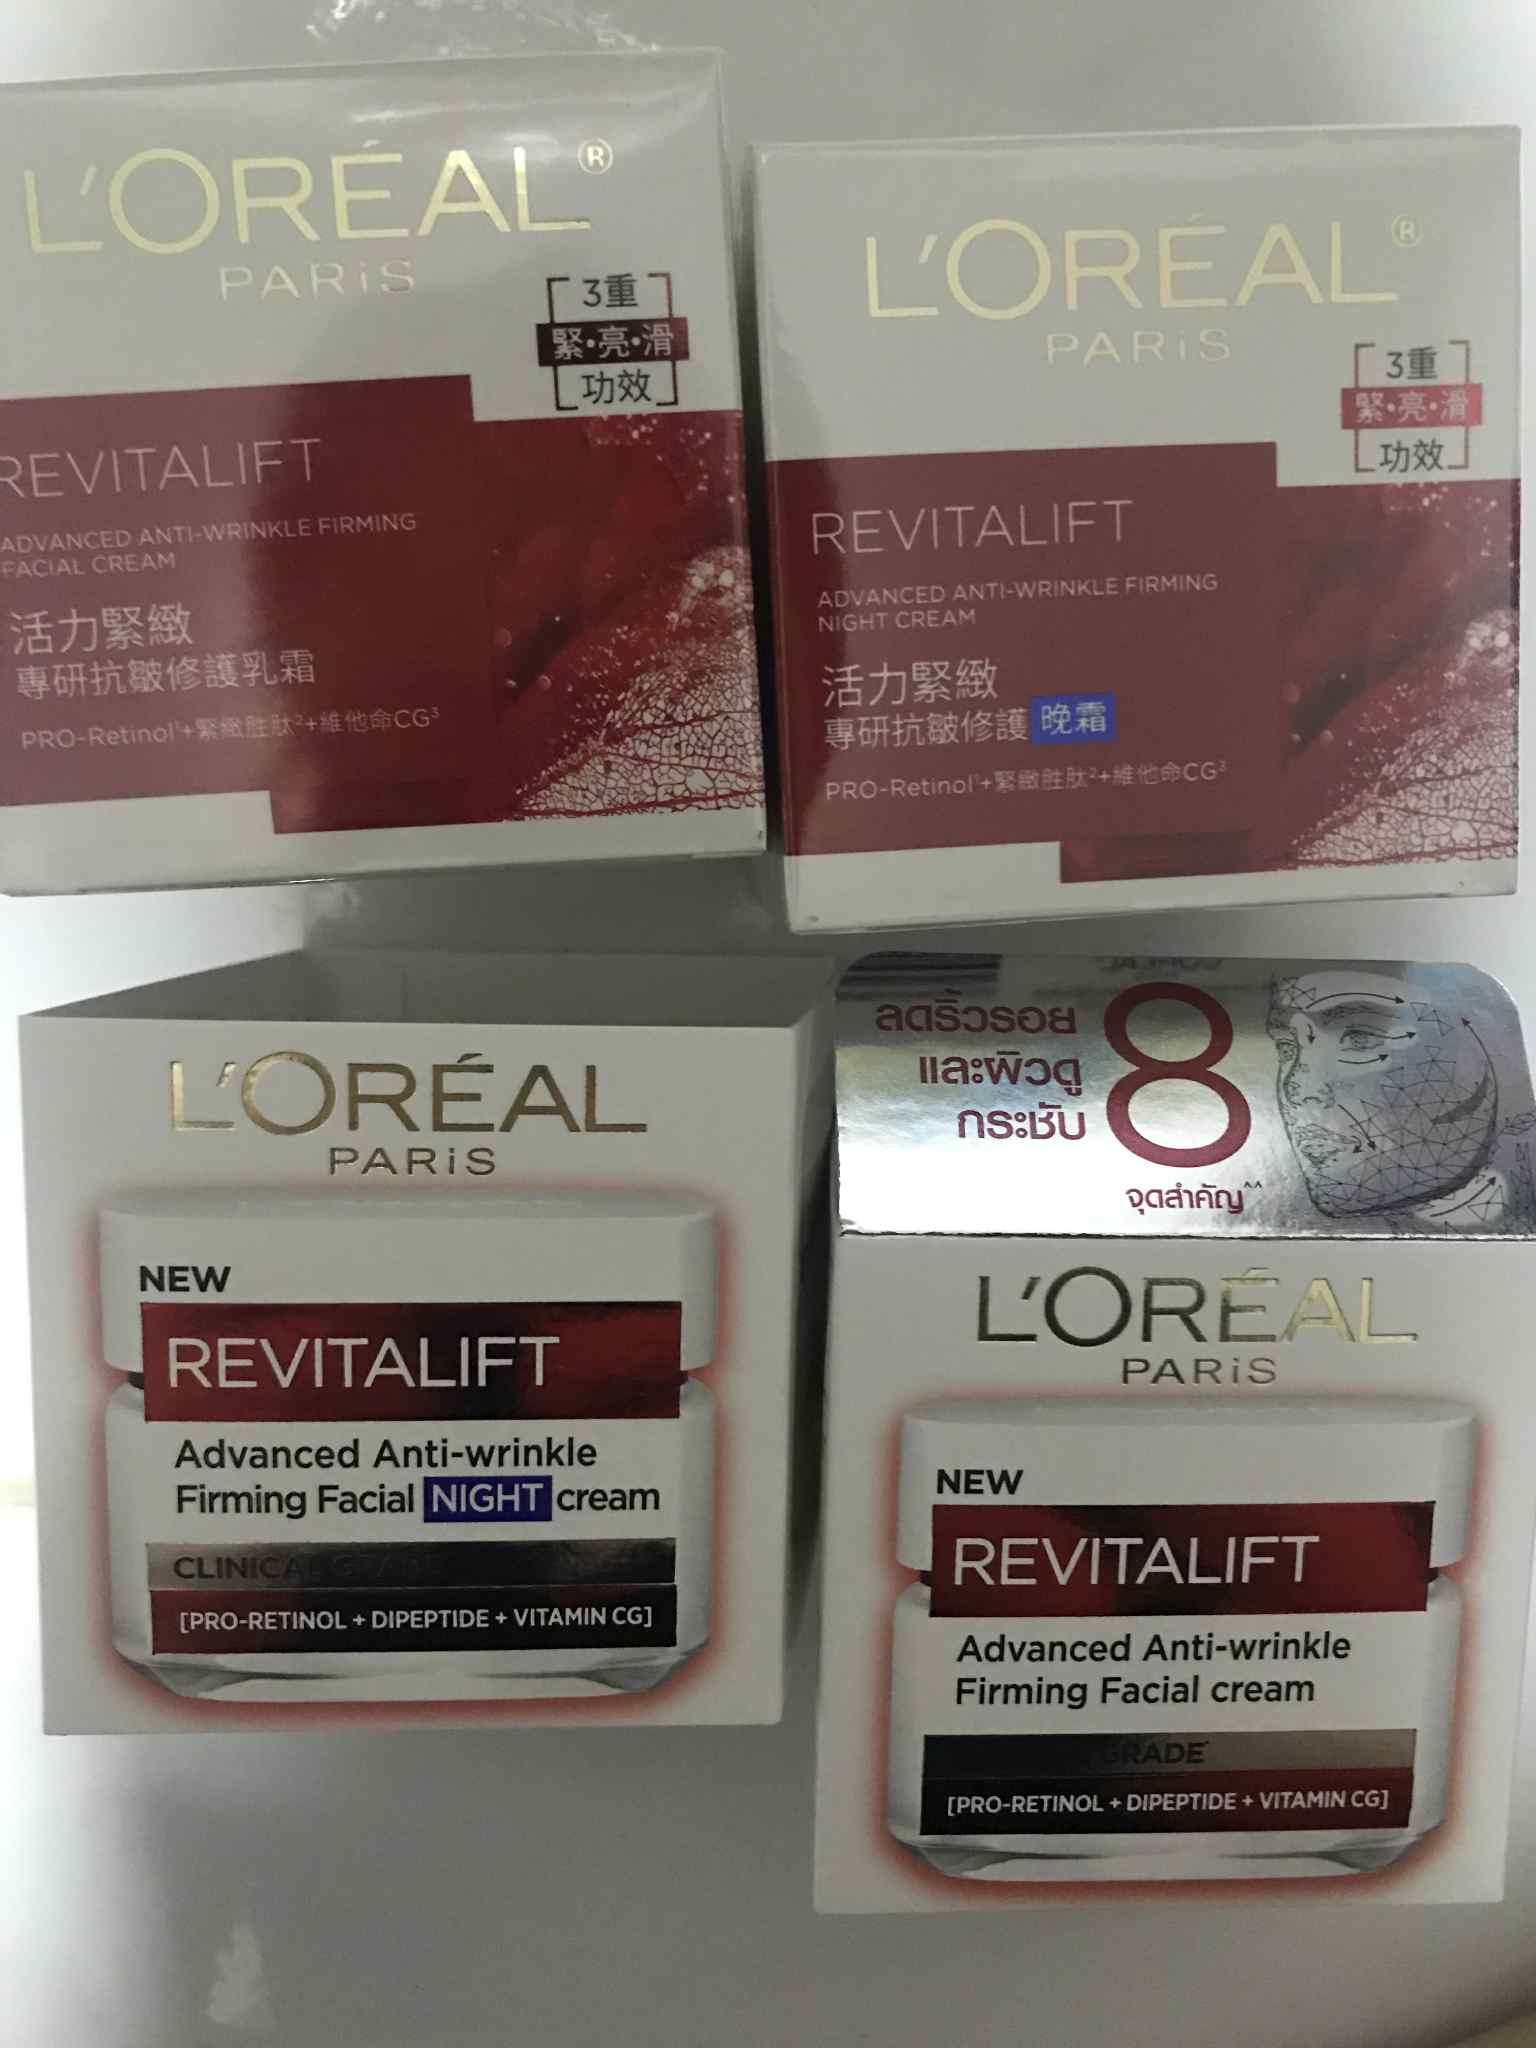 L'ORÉAL®
PARiS
3重
緊•亮•滑
功效
REVITALIFT
ADVANCED ANTI-WRINKLE FIRMING
FACIAL CREAM
活力緊緻
專研抗皺修護乳霜
PRO-Retinol¹+緊緻胜肽²+維他命CG³
L'ORÉAL®
PARiS
3重
緊•亮•滑
功效
REVITALIFT
ADVANCED ANTI-WRINKLE FIRMING
NIGHT CREAM
活力緊緻
專研抗皺修護 晚霜
PRO-Retinol¹+緊緻胜肽²+維他命CG³
L'ORÉAL
PARiS
NEW
REVITALIFT
Advanced Anti-wrinkle
Firming Facial NIGHT cream
CLINICAL GRADE
[PRO-RETINOL + DIPEPTIDE + VITAMIN CG]
ลดริ้วรอย
และผิวดู
กระชับ
8
จุดสำคัญ^^
L'ORÉAL
PARiS
NEW
REVITALIFT
Advanced Anti-wrinkle
Firming Facial cream
GRADE
[PRO-RETINOL + DIPEPTIDE + VITAMIN CG]